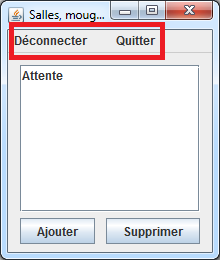 Salles, moug...
Déconnecter Quitter
Attente
Ajouter Supprimer